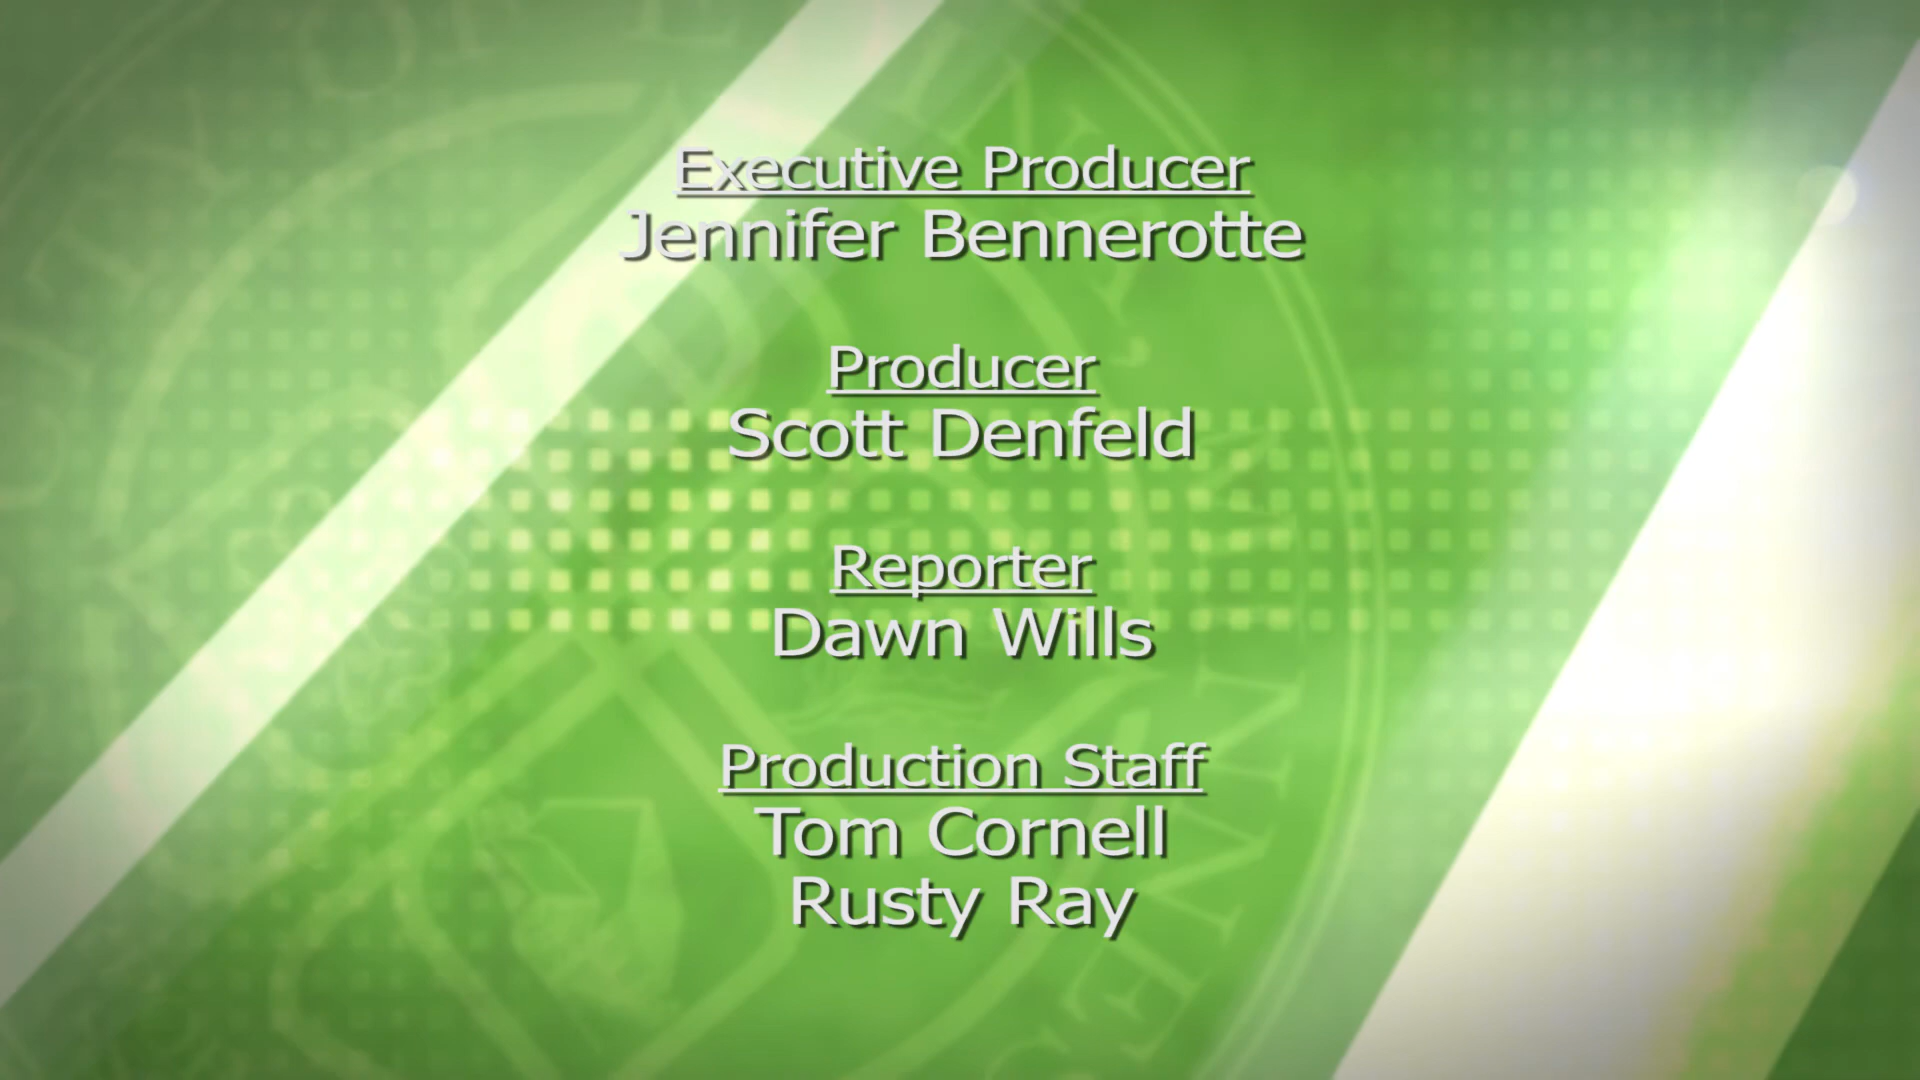 Executive Producer
Jennifer Bennerotte
Producer
Scott Denfeld
Reporter
Dawn Wills
Production Staff
Tom Cornell
Rusty Ray